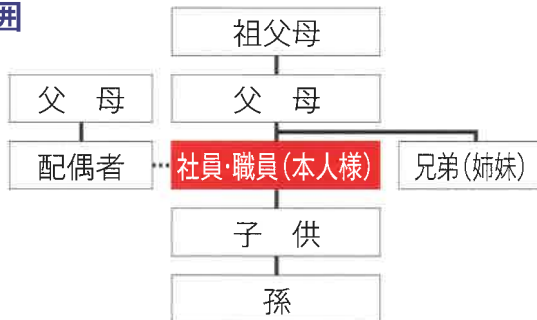 囲
祖父母
父　母
父　母
配偶者
社員・職員（本人様）
兄弟（姉妹）
子　供
孫